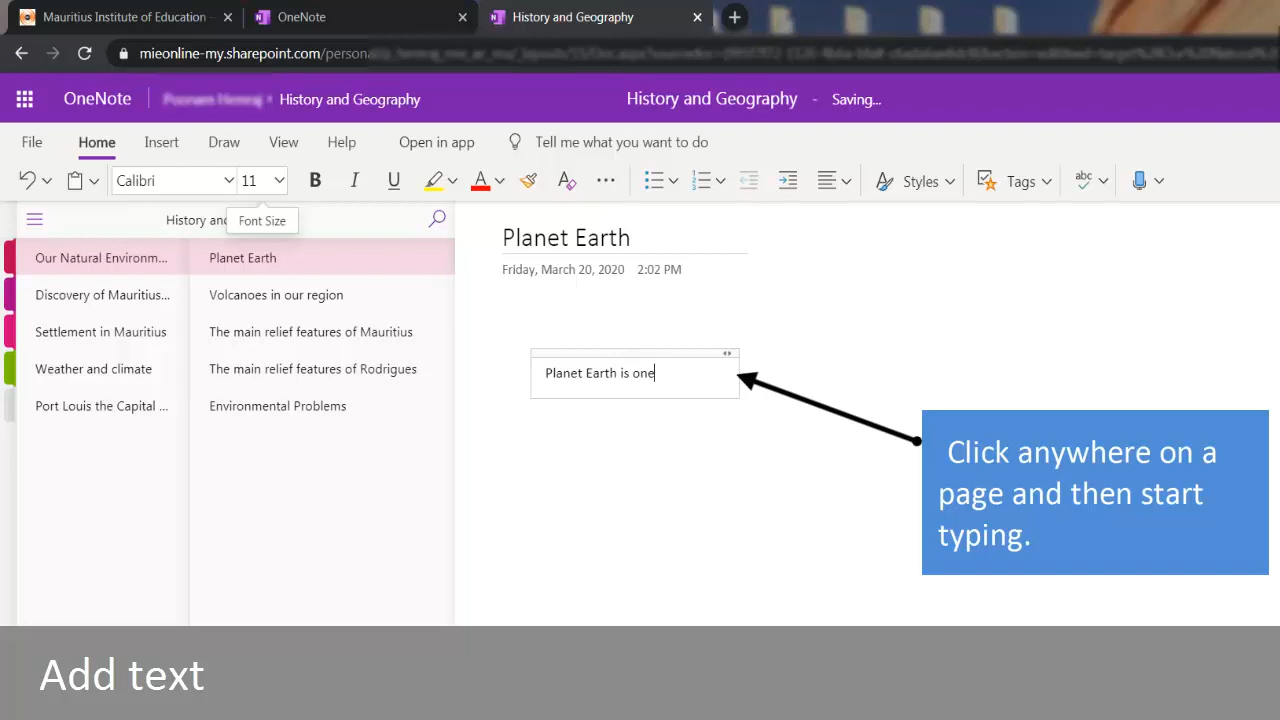 Mauritius Institute of Education -
OneNote
History and Geography
mieonline-my.sharepoint.com/persona
OneNote
History and Geography
History and Geography - Saving...
File Home Insert Draw View Help Open in app Tell me what you want to do
Calibri 11 B I U A A ... Styles Tags abc
History and
Font Size
Our Natural Environm...
Discovery of Mauritius...
Settlement in Mauritius
Weather and climate
Port Louis the Capital ...
Planet Earth
Volcanoes in our region
The main relief features of Mauritius
The main relief features of Rodrigues
Environmental Problems
Planet Earth
Friday, March 20, 2020 2:02 PM
Planet Earth is one
Click anywhere on a
page and then start
typing.
Add text